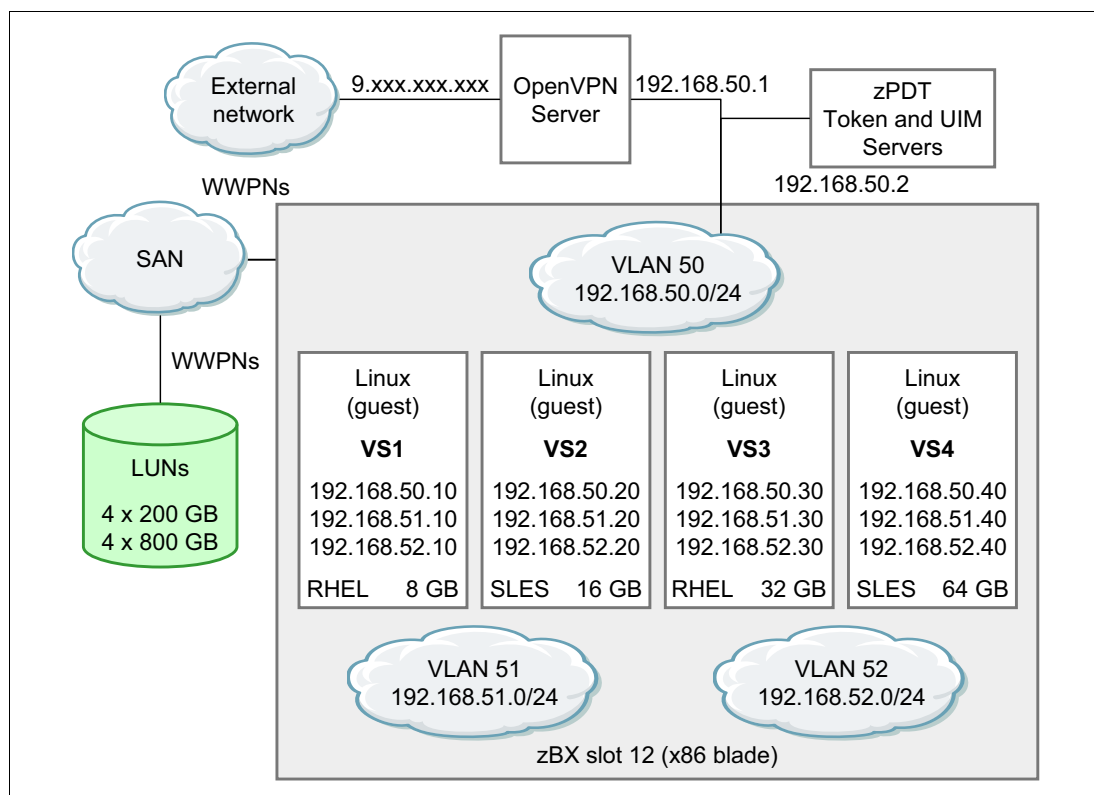 External
network
9.xxx.xxx.xxx
OpenVPN
Server
192.168.50.1
zPDT
Token and UIM
Servers
192.168.50.2
WWPNs
SAN
WWPNs
LUNs
4 x 200 GB
4 x 800 GB
VLAN 50
192.168.50.0/24
Linux
(guest)
VS1
192.168.50.10
192.168.51.10
192.168.52.10
RHEL 8 GB
Linux
(guest)
VS2
192.168.50.20
192.168.51.20
192.168.52.20
SLES 16 GB
Linux
(guest)
VS3
192.168.50.30
192.168.51.30
192.168.52.30
RHEL 32 GB
Linux
(guest)
VS4
192.168.50.40
192.168.51.40
192.168.52.40
SLES 64 GB
VLAN 51
192.168.51.0/24
VLAN 52
192.168.52.0/24
zBX slot 12 (x86 blade)